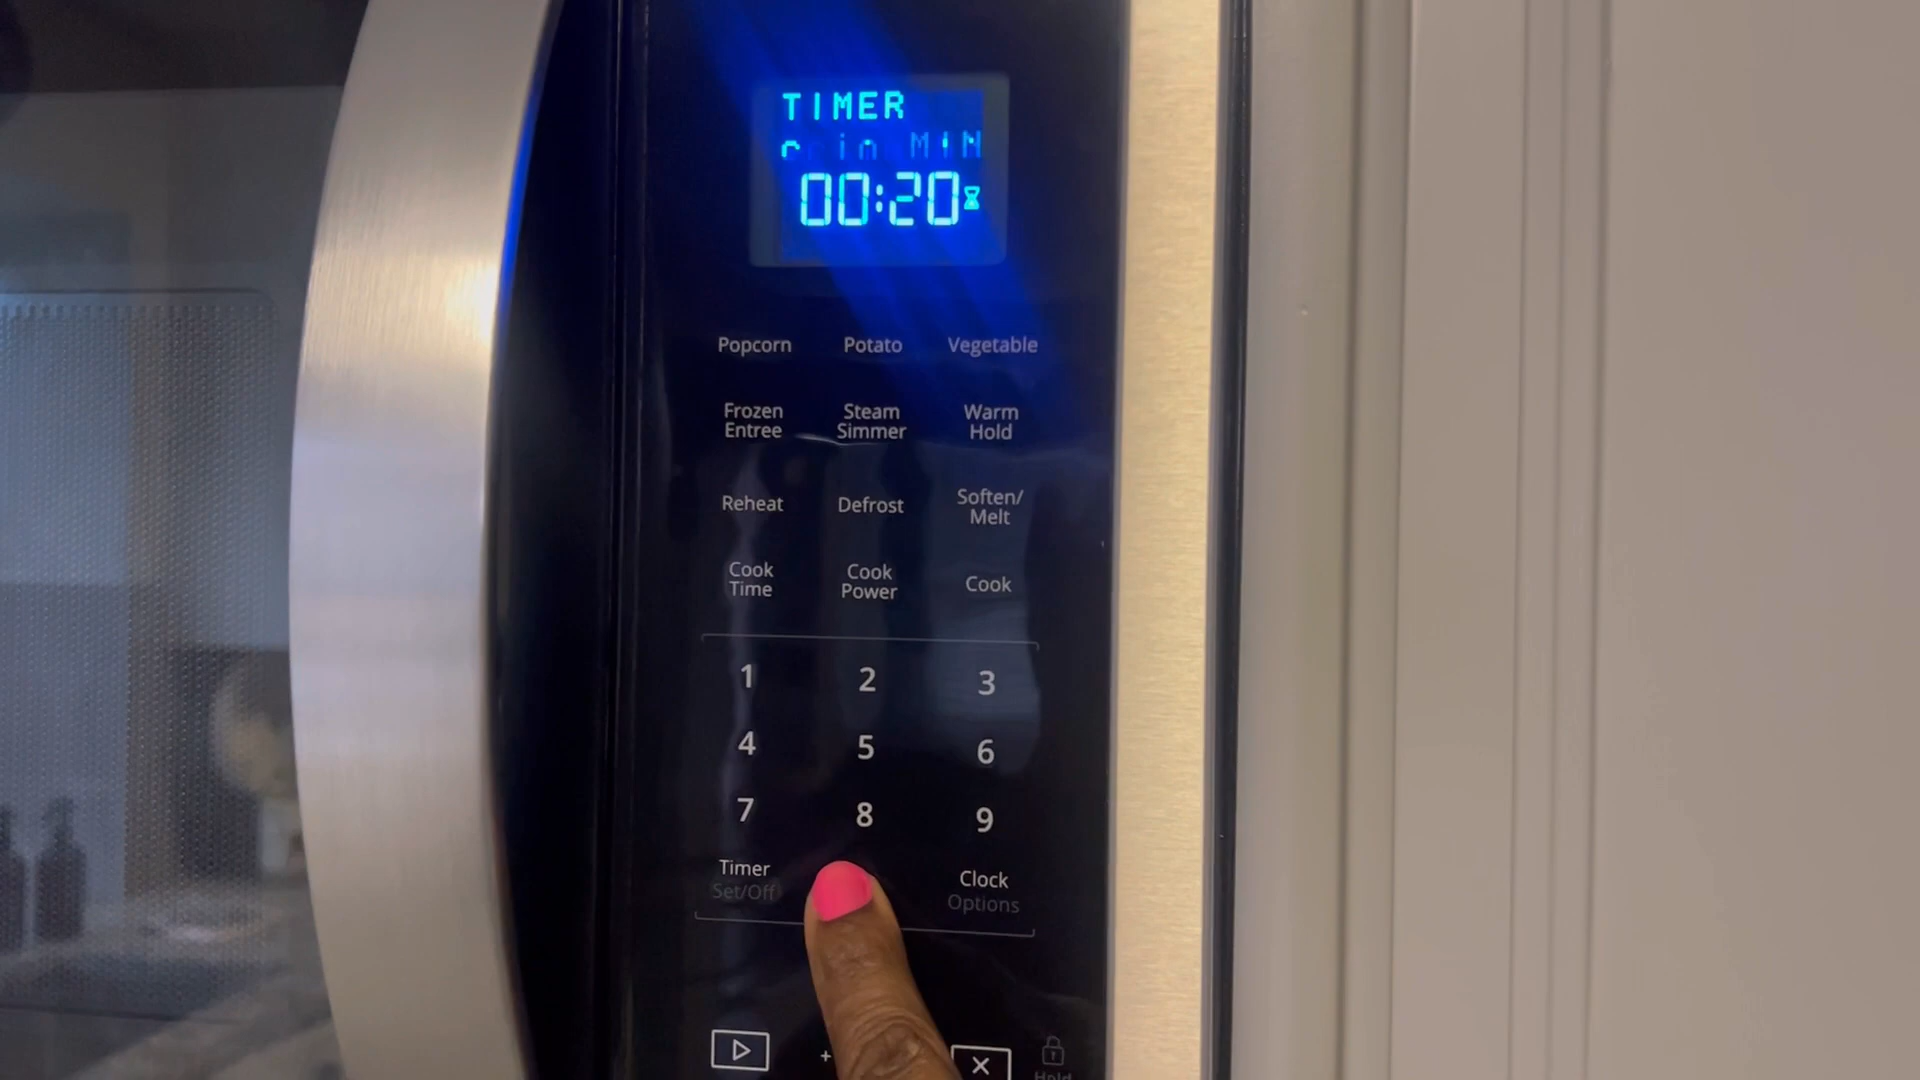 TIMER
00:20
Popcorn Potato Vegetable
Frozen Entree
Steam Simmer
Warm Hold
Reheat Defrost
Soften/
Melt
Cook Time
Cook Power
Cook
1 2 3
4 5 6
7 8 9
Timer
Set/Off
Clock
Options
+
Hold